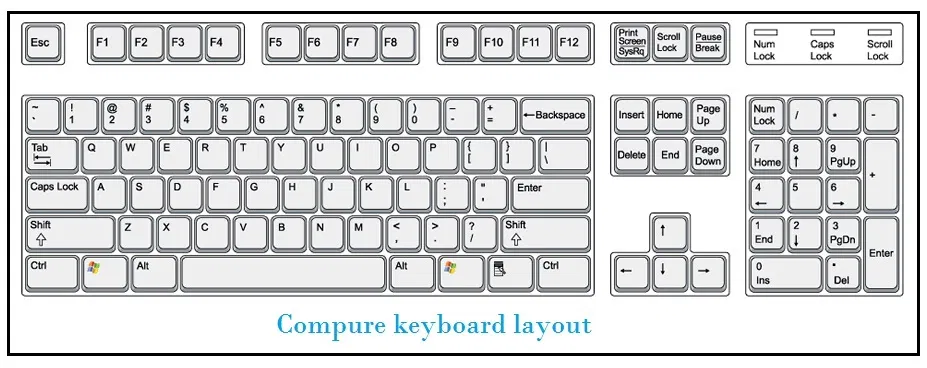 Esc F1 F2 F3 F4 F5 F6 F7 F8 F9 F10 F11 F12 Print Screen SysRq Scroll Lock Pause Break Num Lock Caps Lock Scroll Lock
~ ` ! 1 @ 2 # 3 $ 4 % 5 ^ 6 & 7 * 8 ( 9 ) 0 – - + = ←Backspace Insert Home Page Up Num Lock / * -
Tab Q W E R T Y U I O P { [ } ] | \ Delete End Page Down 7 Home 8 ↑ 9 PgUp +
Caps Lock A S D F G H J K L : ; " ' Enter 4 ← 5 6 →
Shift ⇧ Z X C V B N M < , > . ? / Shift ⇧ ↑ 1 End 2 ↓ 3 PgDn Enter
Ctrl Alt Alt Ctrl ← ↓ → 0 Ins • Del
Compure keyboard layout